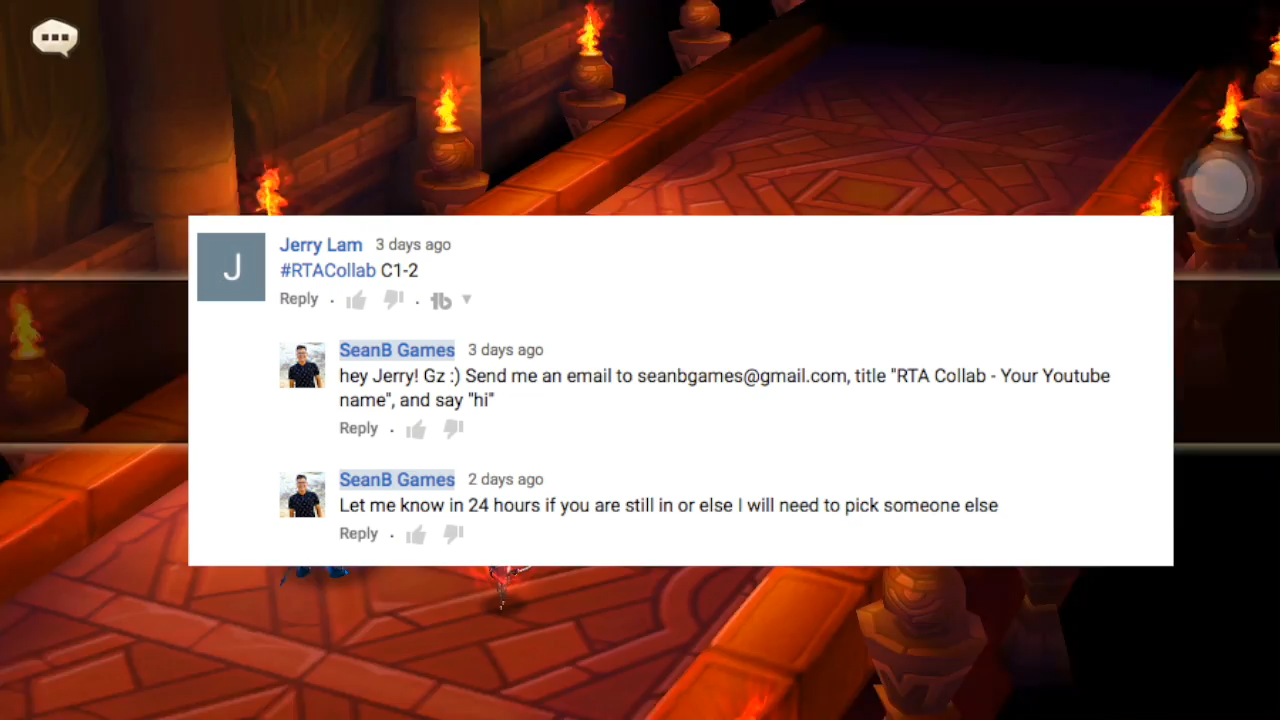 J
Jerry Lam 3 days ago
#RTACollab C1-2
Reply
SeanB Games 3 days ago
hey Jerry! Gz :) Send me an email to seanbgames@gmail.com, title "RTA Collab - Your Youtube
name", and say "hi"
Reply
SeanB Games 2 days ago
Let me know in 24 hours if you are still in or else I will need to pick someone else
Reply